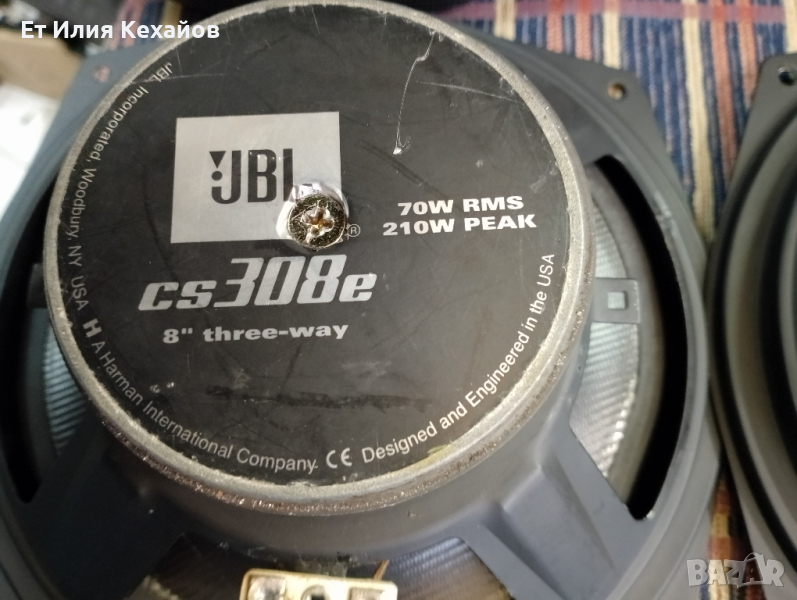 Ет Илия Кехайов
JBL
®
70W RMS
210W PEAK
cs308e
8" three-way
JBL, Incorporated, Woodbury, NY USA H A Harman International Company. CE Designed and Engineered in the USA
BAZAR